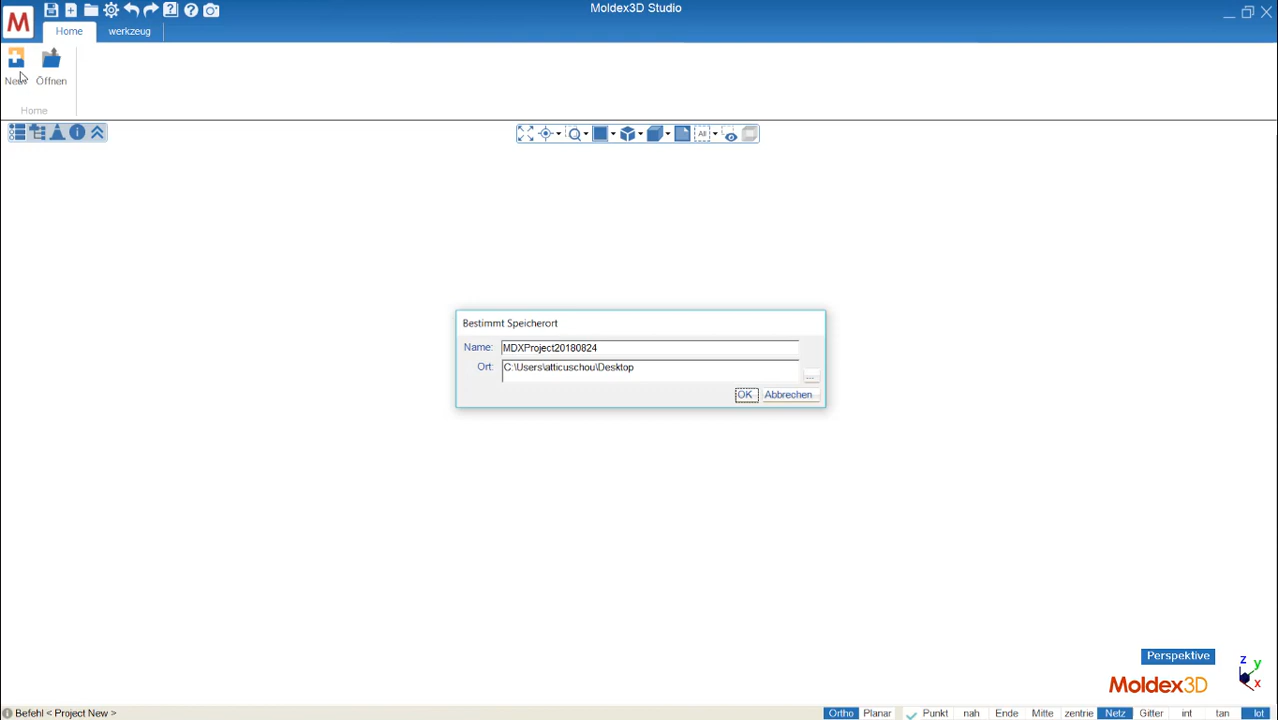 Moldex3D Studio
M
Home werkzeug
Neu Öffnen
Home
All
Bestimmt Speicherort
Name: MDXProject20180824
Ort: C:\Users\atticuschou\Desktop
...
OK Abbrechen
Perspektive
z
y
x
Moldex3D
Befehl < Project New >
Ortho Planar Punkt nah Ende Mitte zentrie Netz Gitter int tan lot